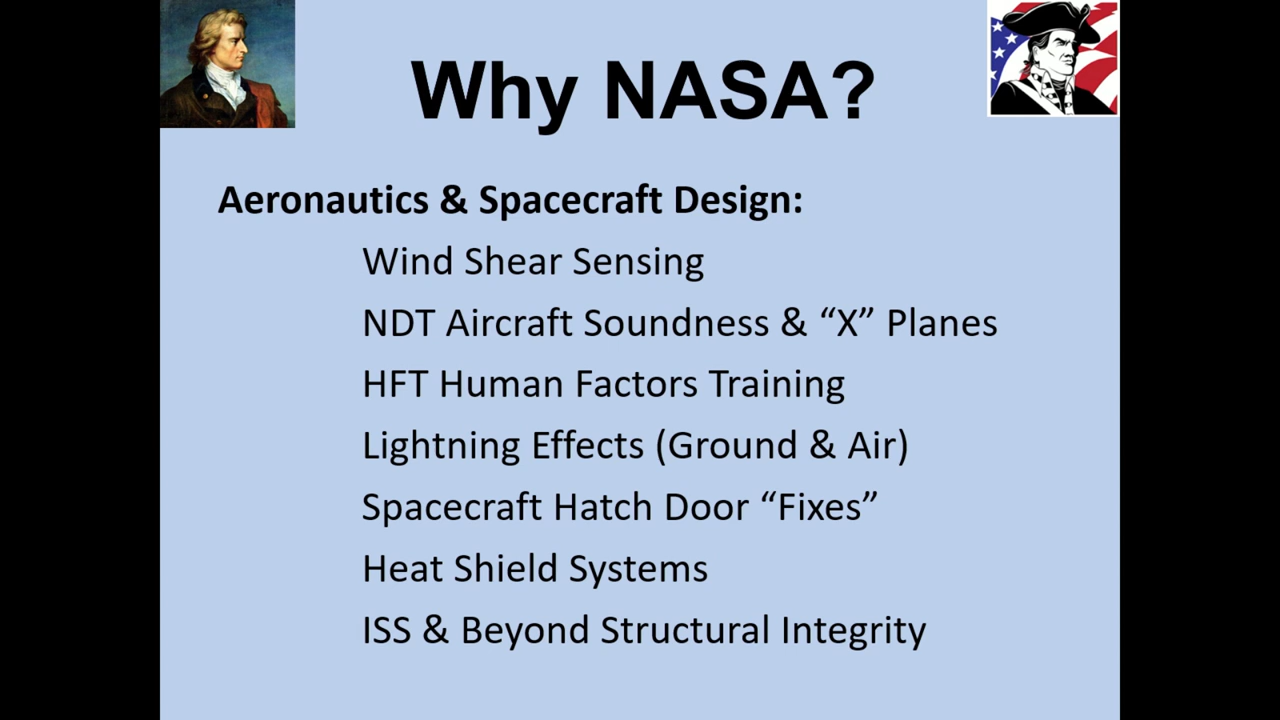 Why NASA?
Aeronautics & Spacecraft Design:
Wind Shear Sensing
NDT Aircraft Soundness & “X” Planes
HFT Human Factors Training
Lightning Effects (Ground & Air)
Spacecraft Hatch Door “Fixes”
Heat Shield Systems
ISS & Beyond Structural Integrity